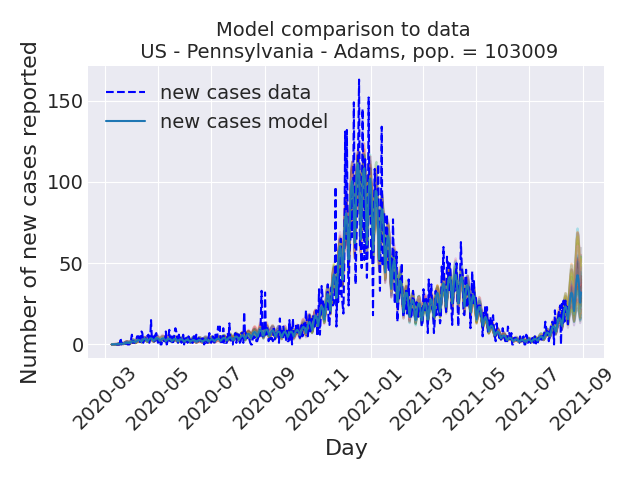 Model comparison to data
US - Pennsylvania - Adams, pop. = 103009
Number of new cases reported
150
100
50
0
new cases data
new cases model
2020-03
2020-05
2020-07
2020-09
2020-11
2021-01
2021-03
2021-05
2021-07
2021-09
Day